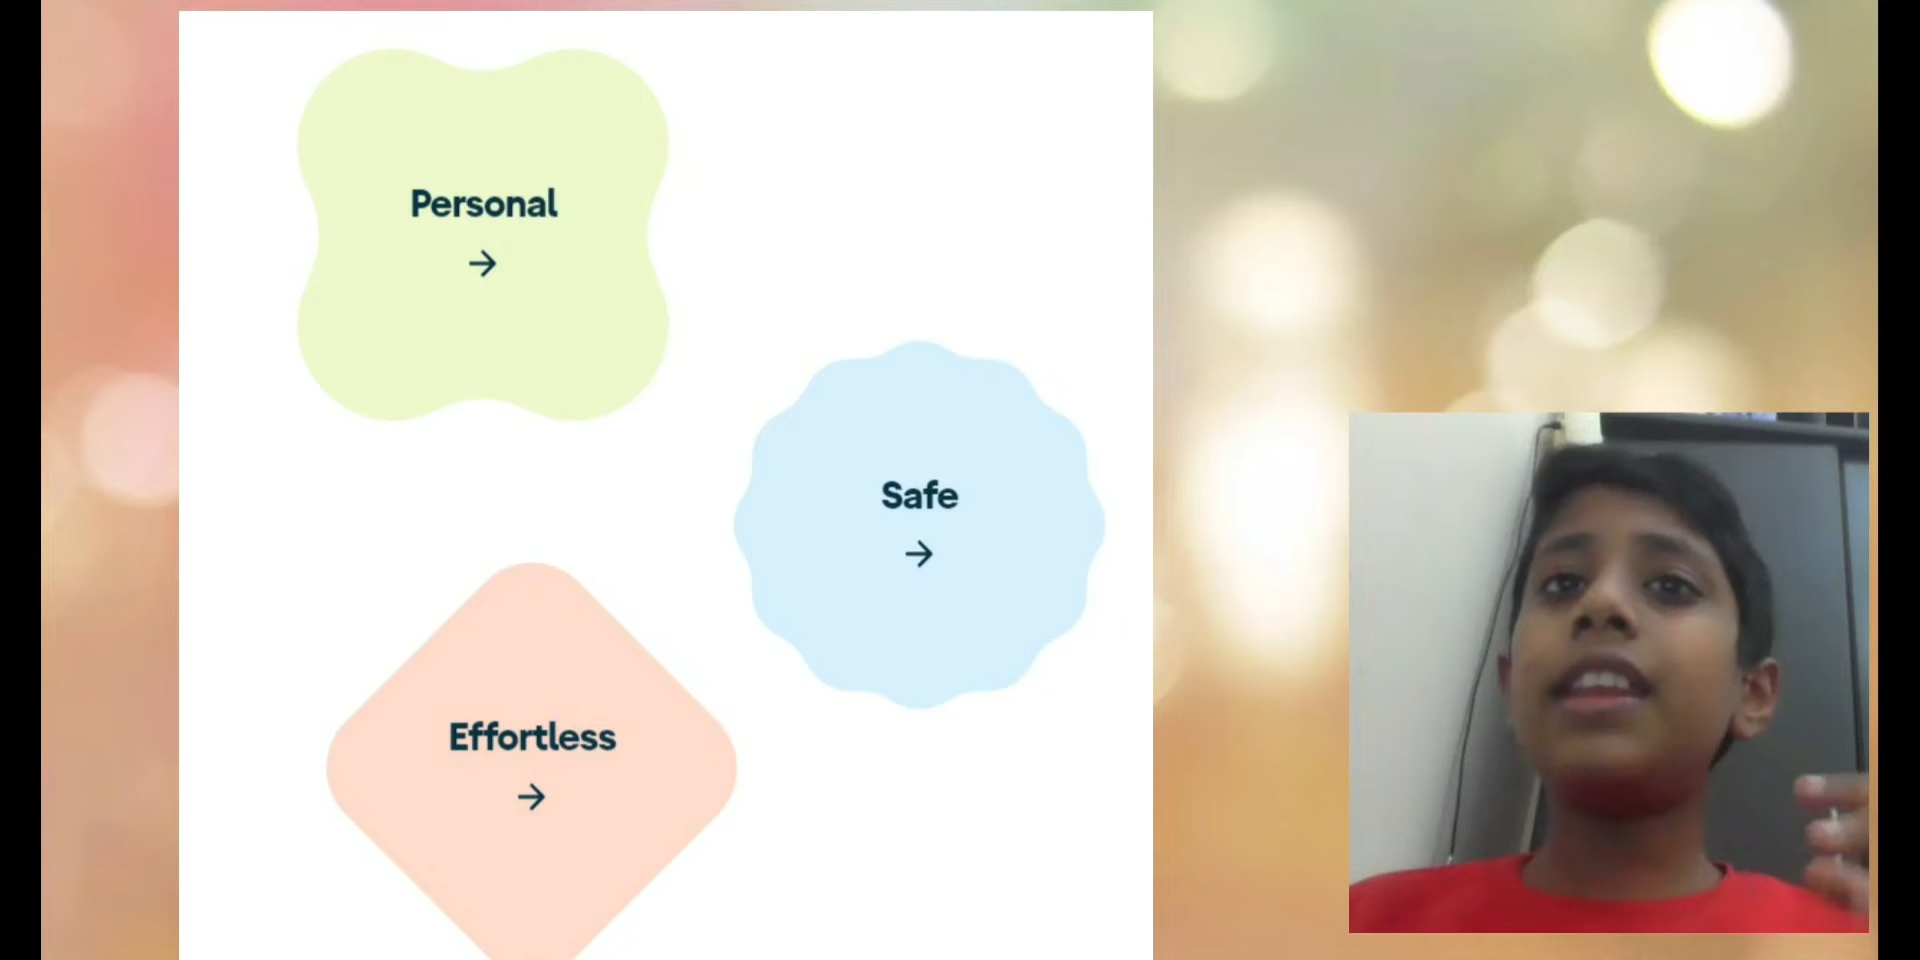 Personal
→
Safe
→
Effortless
→